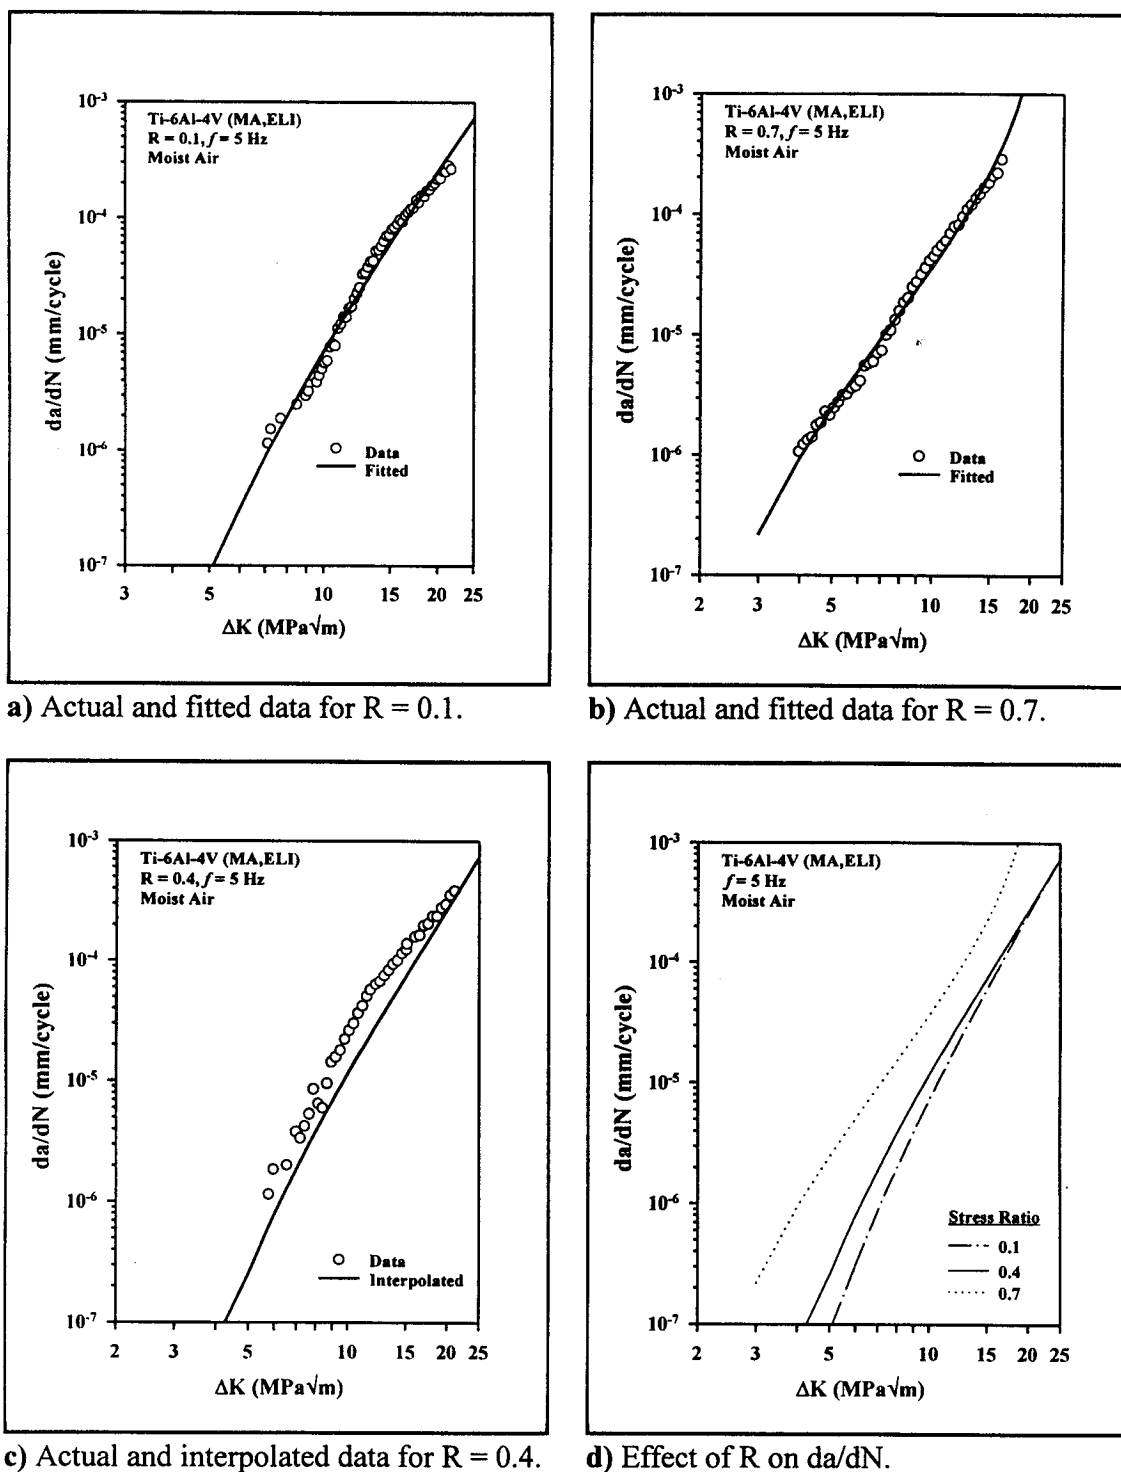 10⁻³
10⁻⁴
10⁻⁵
10⁻⁶
10⁻⁷
da/dN (mm/cycle)
Ti-6Al-4V (MA,ELI)
R = 0.1, f = 5 Hz
Moist Air
Data
Fitted
3 5 10 15 20 25
ΔK (MPa√m)
a) Actual and fitted data for R = 0.1.
10⁻³
10⁻⁴
10⁻⁵
10⁻⁶
10⁻⁷
da/dN (mm/cycle)
Ti-6Al-4V (MA,ELI)
R = 0.7, f = 5 Hz
Moist Air
Data
Fitted
2 3 5 10 15 20 25
ΔK (MPa√m)
b) Actual and fitted data for R = 0.7.
10⁻³
10⁻⁴
10⁻⁵
10⁻⁶
10⁻⁷
da/dN (mm/cycle)
Ti-6Al-4V (MA,ELI)
R = 0.4, f = 5 Hz
Moist Air
Data
Interpolated
2 3 5 10 15 20 25
ΔK (MPa√m)
c) Actual and interpolated data for R = 0.4.
10⁻³
10⁻⁴
10⁻⁵
10⁻⁶
10⁻⁷
da/dN (mm/cycle)
Ti-6Al-4V (MA,ELI)
f = 5 Hz
Moist Air
Stress Ratio
0.1
0.4
0.7
2 3 5 10 15 20 25
ΔK (MPa√m)
d) Effect of R on da/dN.